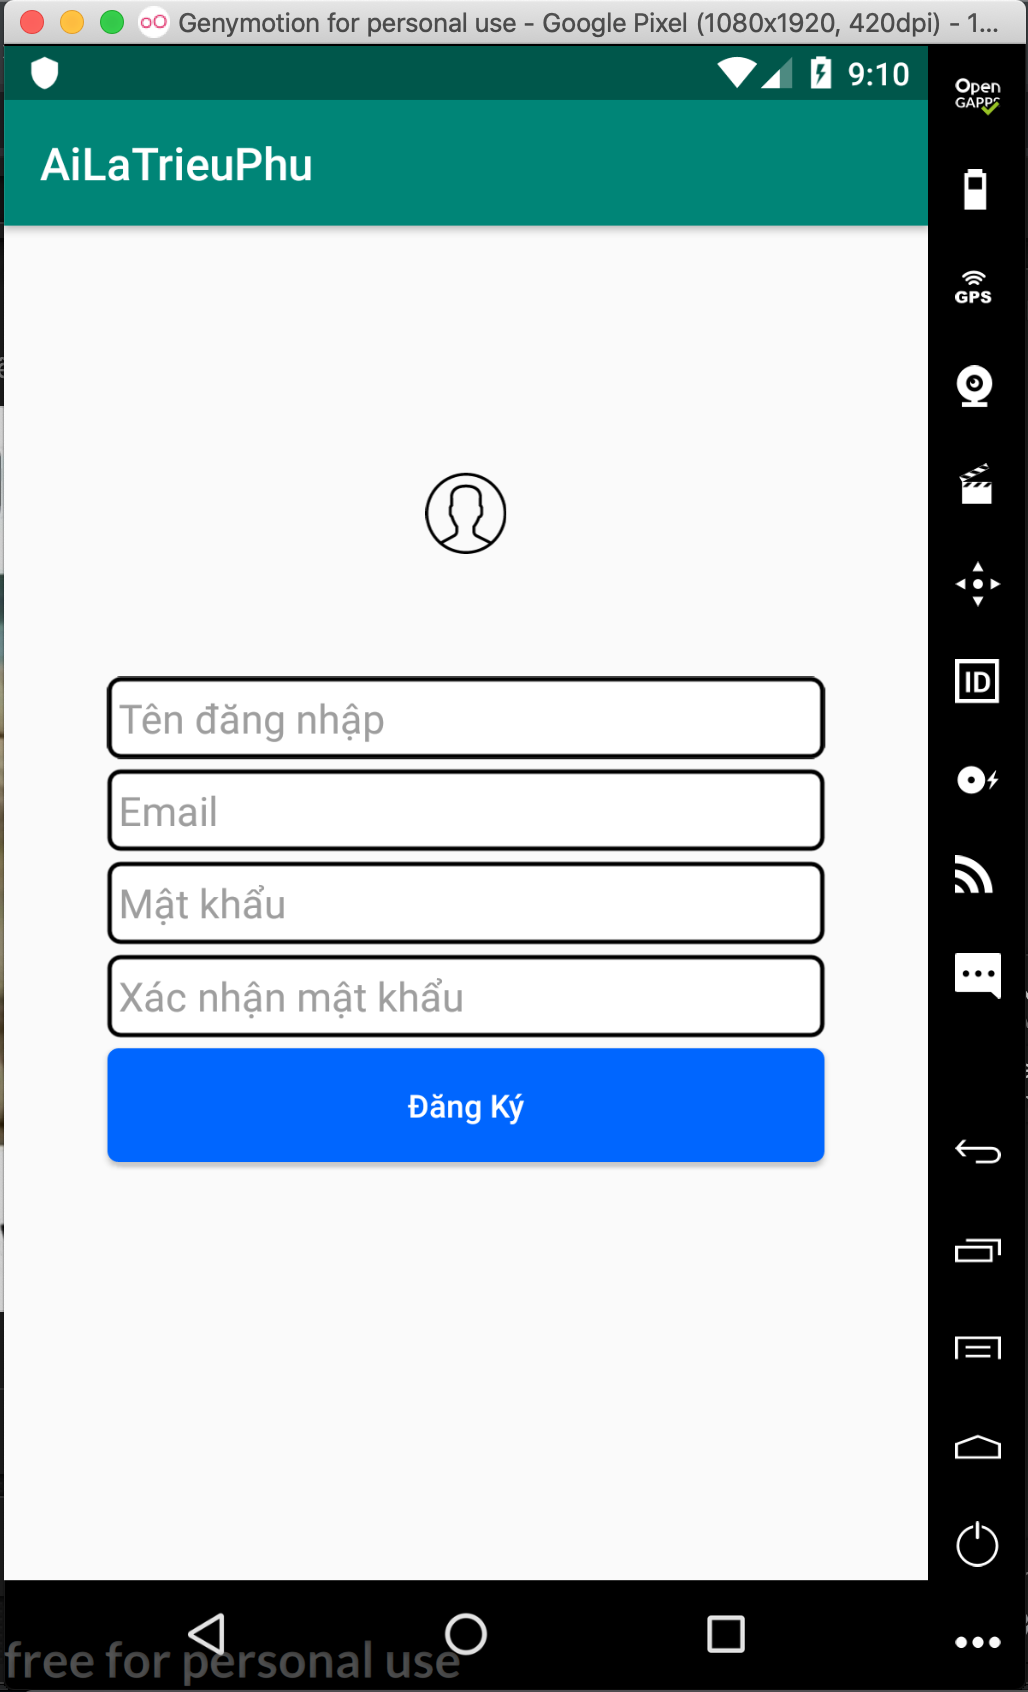 Genymotion for personal use - Google Pixel (1080x1920, 420dpi) - 1...
9:10
Open
GAPPS
AiLaTrieuPhu
GPS
Tên đăng nhập
ID
Email
Mật khẩu
Xác nhận mật khẩu
Đăng Ký
free for personal use